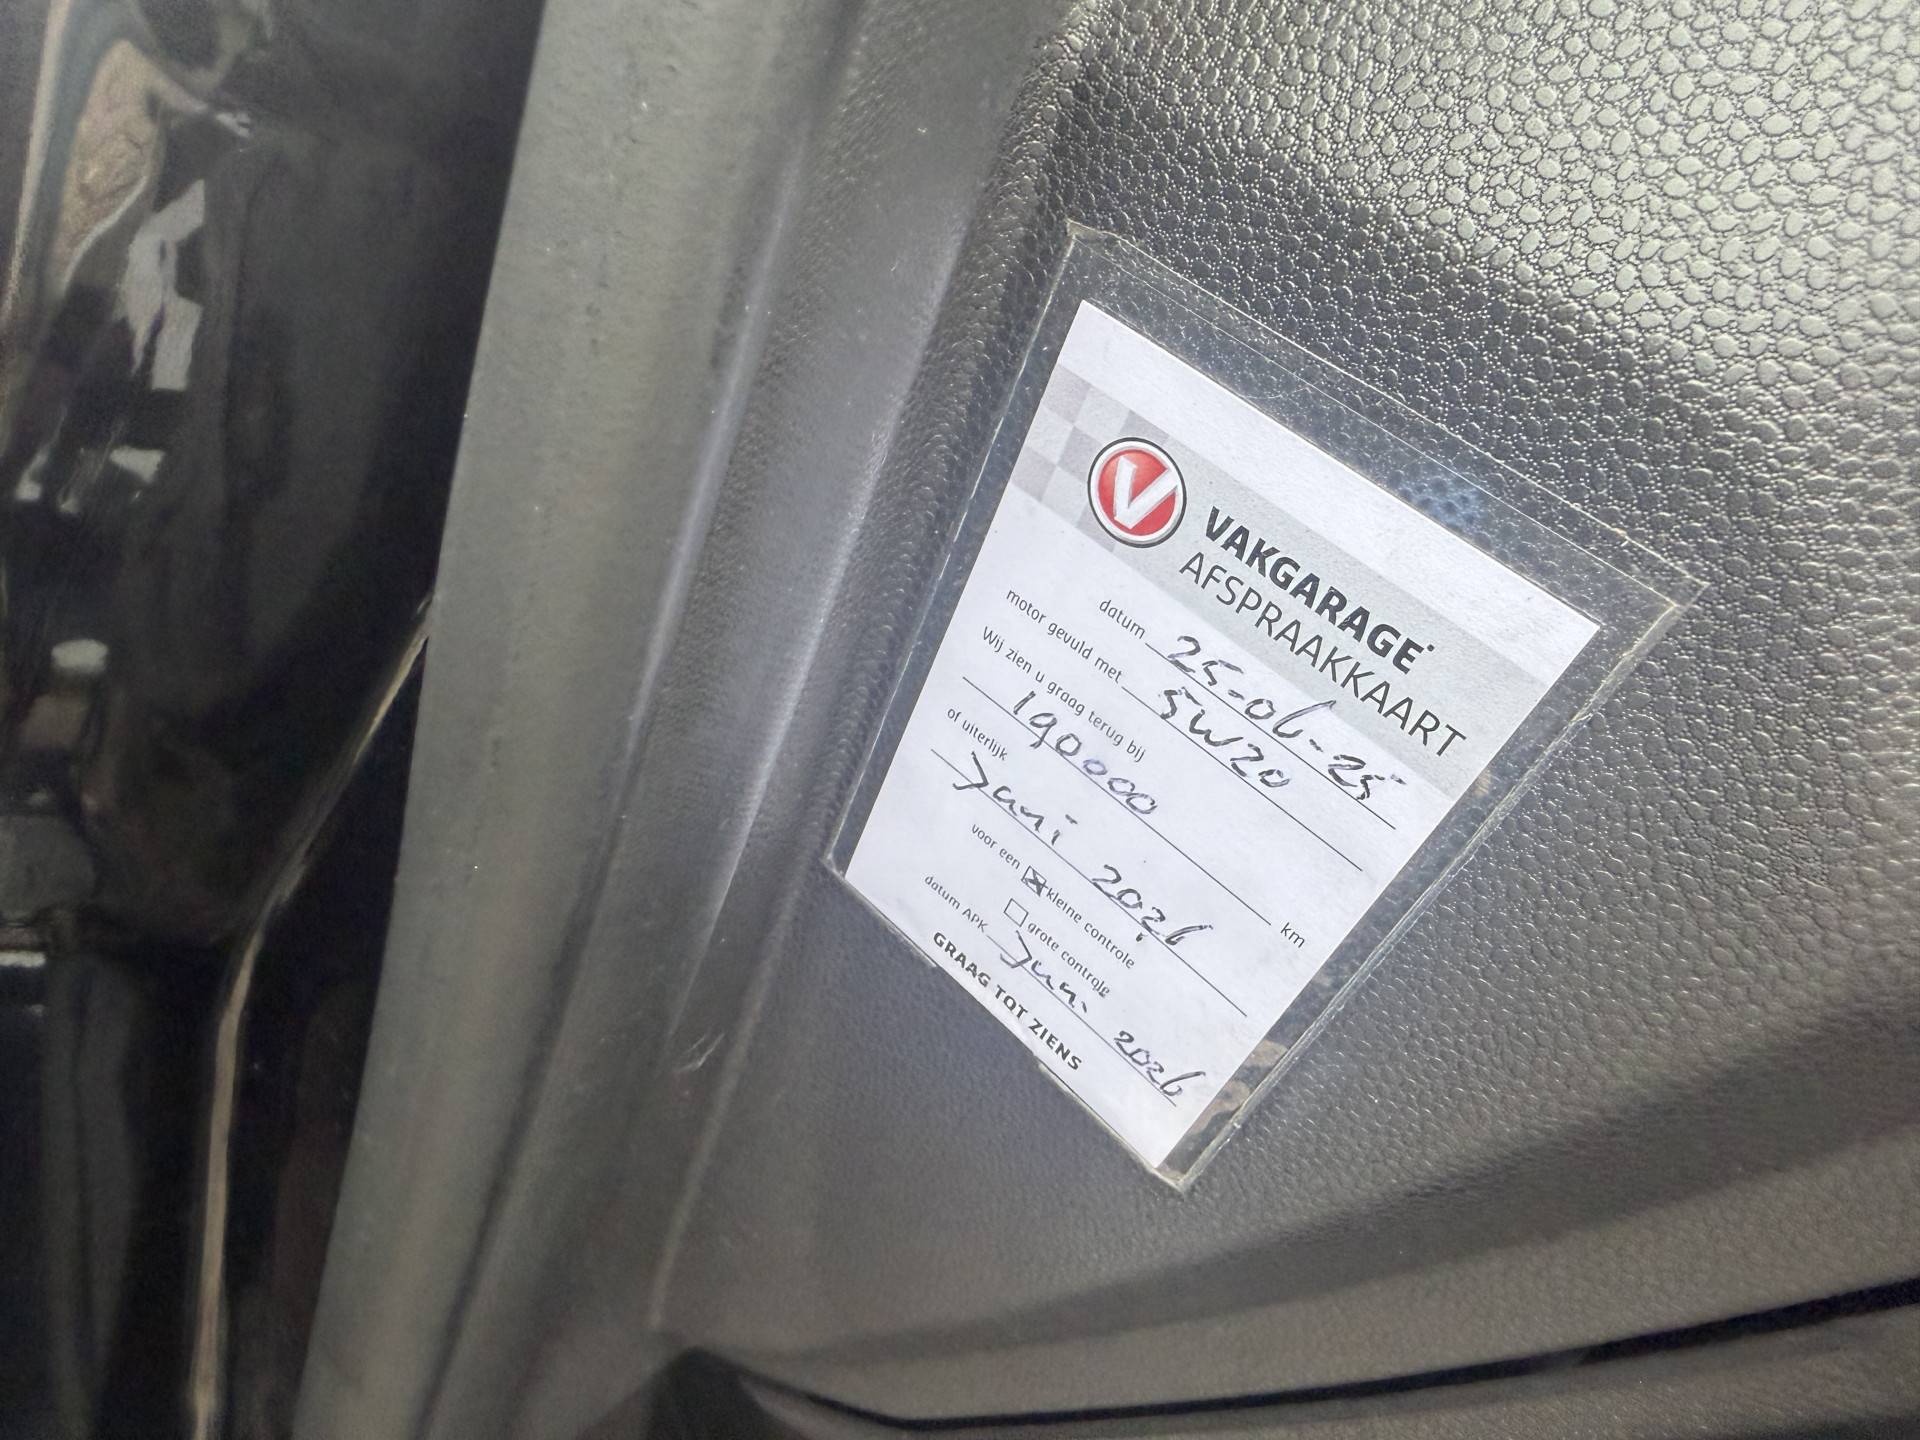 V
VAKGARAGE
AFSPRAAKKAART
datum 25-06-25
motor gevuld met 5W20
Wij zien u graag terug bij
190000 km
of uiterlijk
Juni 2026
voor een ☒ kleine controle
☐ grote controle
datum APK Juni 2026
GRAAG TOT ZIENS